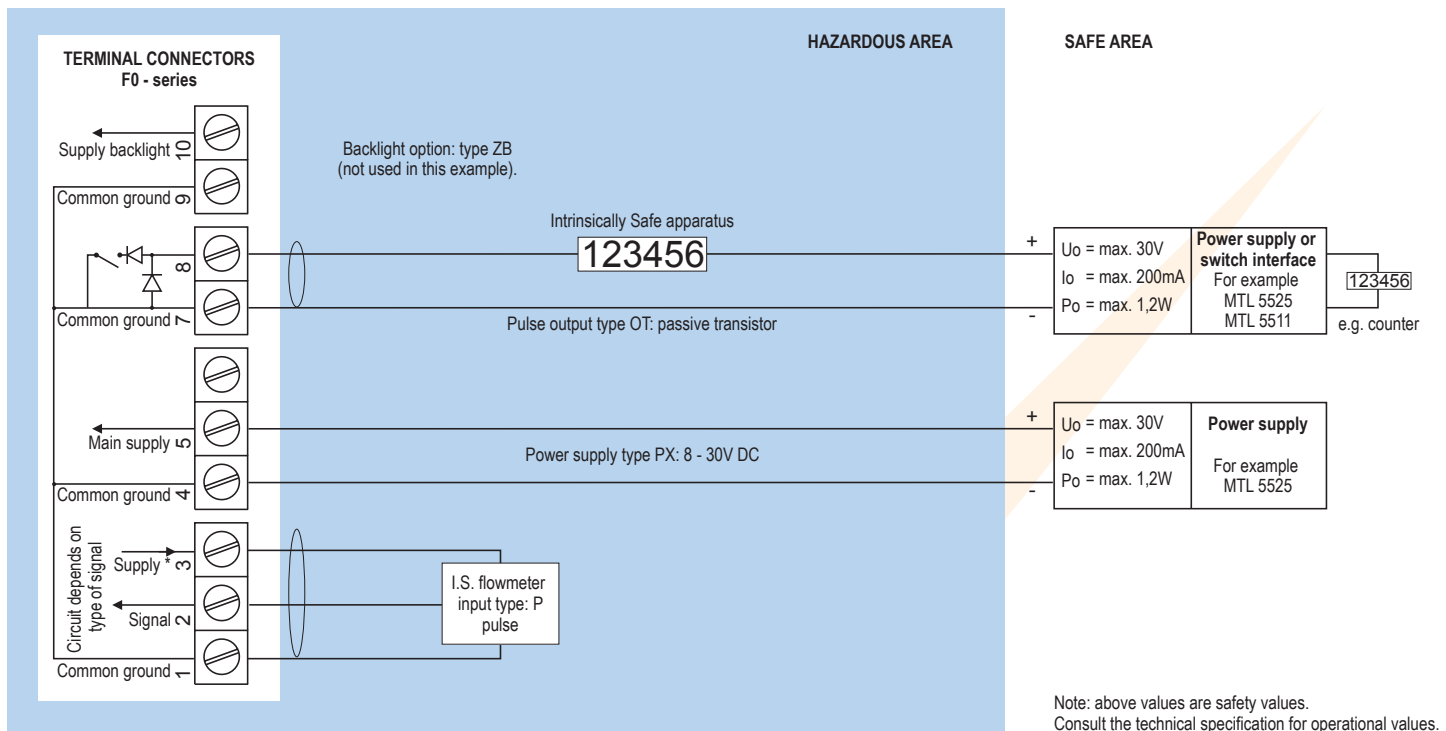 HAZARDOUS AREA
SAFE AREA
TERMINAL CONNECTORS
F0 - series
Supply backlight 10
Backlight option: type ZB
(not used in this example).
Common ground 9
Intrinsically Safe apparatus
123456
8
Common ground 7
Pulse output type OT: passive transistor
+
-
Uo = max. 30V
Io = max. 200mA
Po = max. 1,2W
Power supply or
switch interface
For example
MTL 5525
MTL 5511
123456
e.g. counter
Main supply 5
Power supply type PX: 8 - 30V DC
Common ground 4
+
-
Uo = max. 30V
Io = max. 200mA
Po = max. 1,2W
Power supply
For example
MTL 5525
Circuit depends on
type of signal
Supply * 3
Signal 2
Common ground 1
I.S. flowmeter
input type: P
pulse
Note: above values are safety values.
Consult the technical specification for operational values.